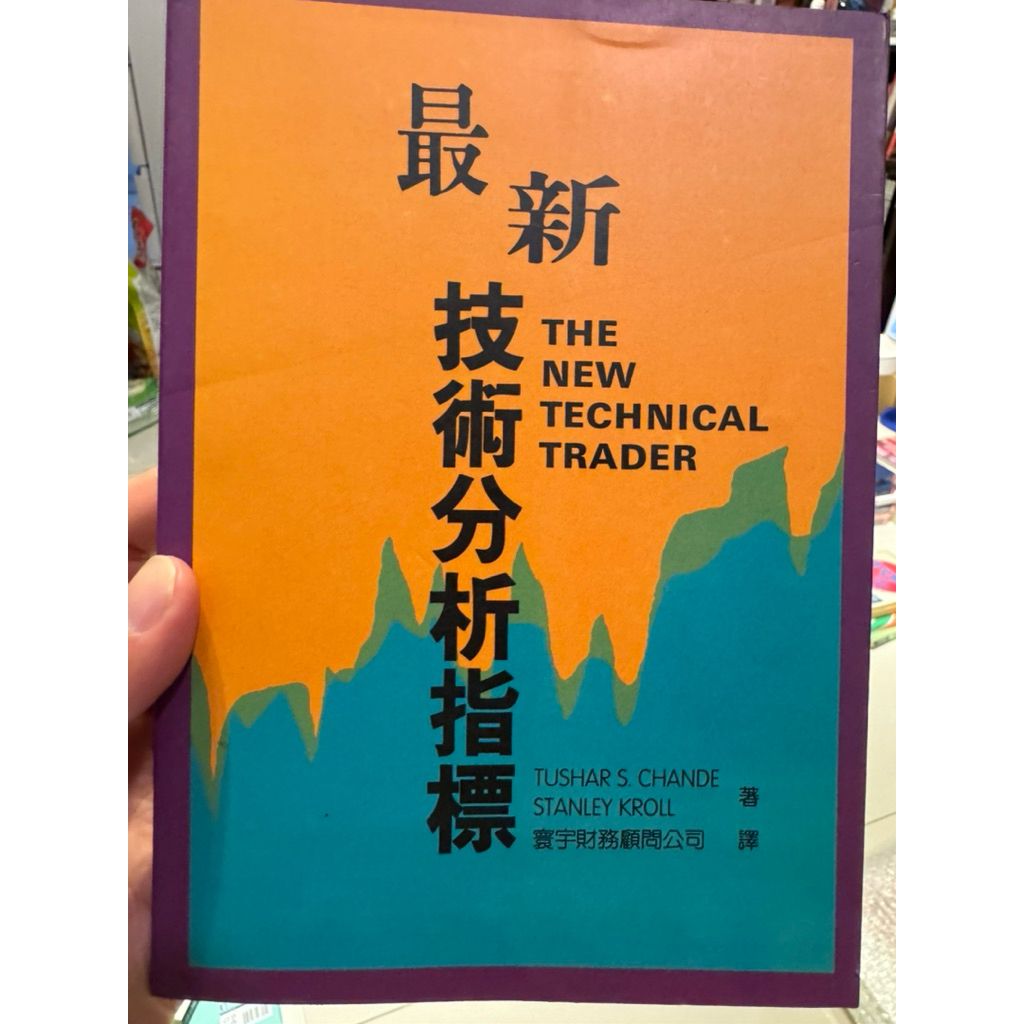 最新
技術分析指標
THE
NEW
TECHNICAL
TRADER
TUSHAR S. CHANDE
STANLEY KROLL 著
寰宇財務顧問公司 譯